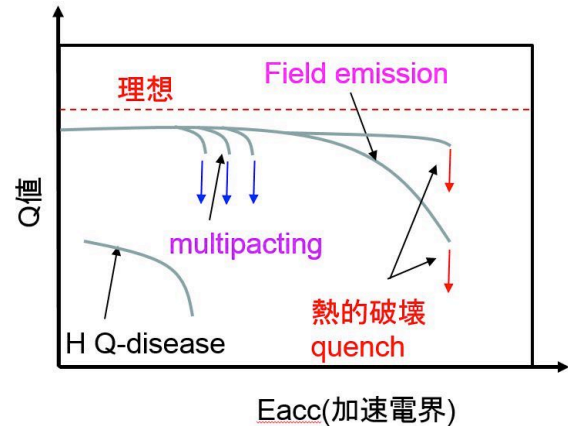 Field emission
理想
Q値
multipacting
H Q-disease
熱的破壊
quench
Eacc(加速電界)